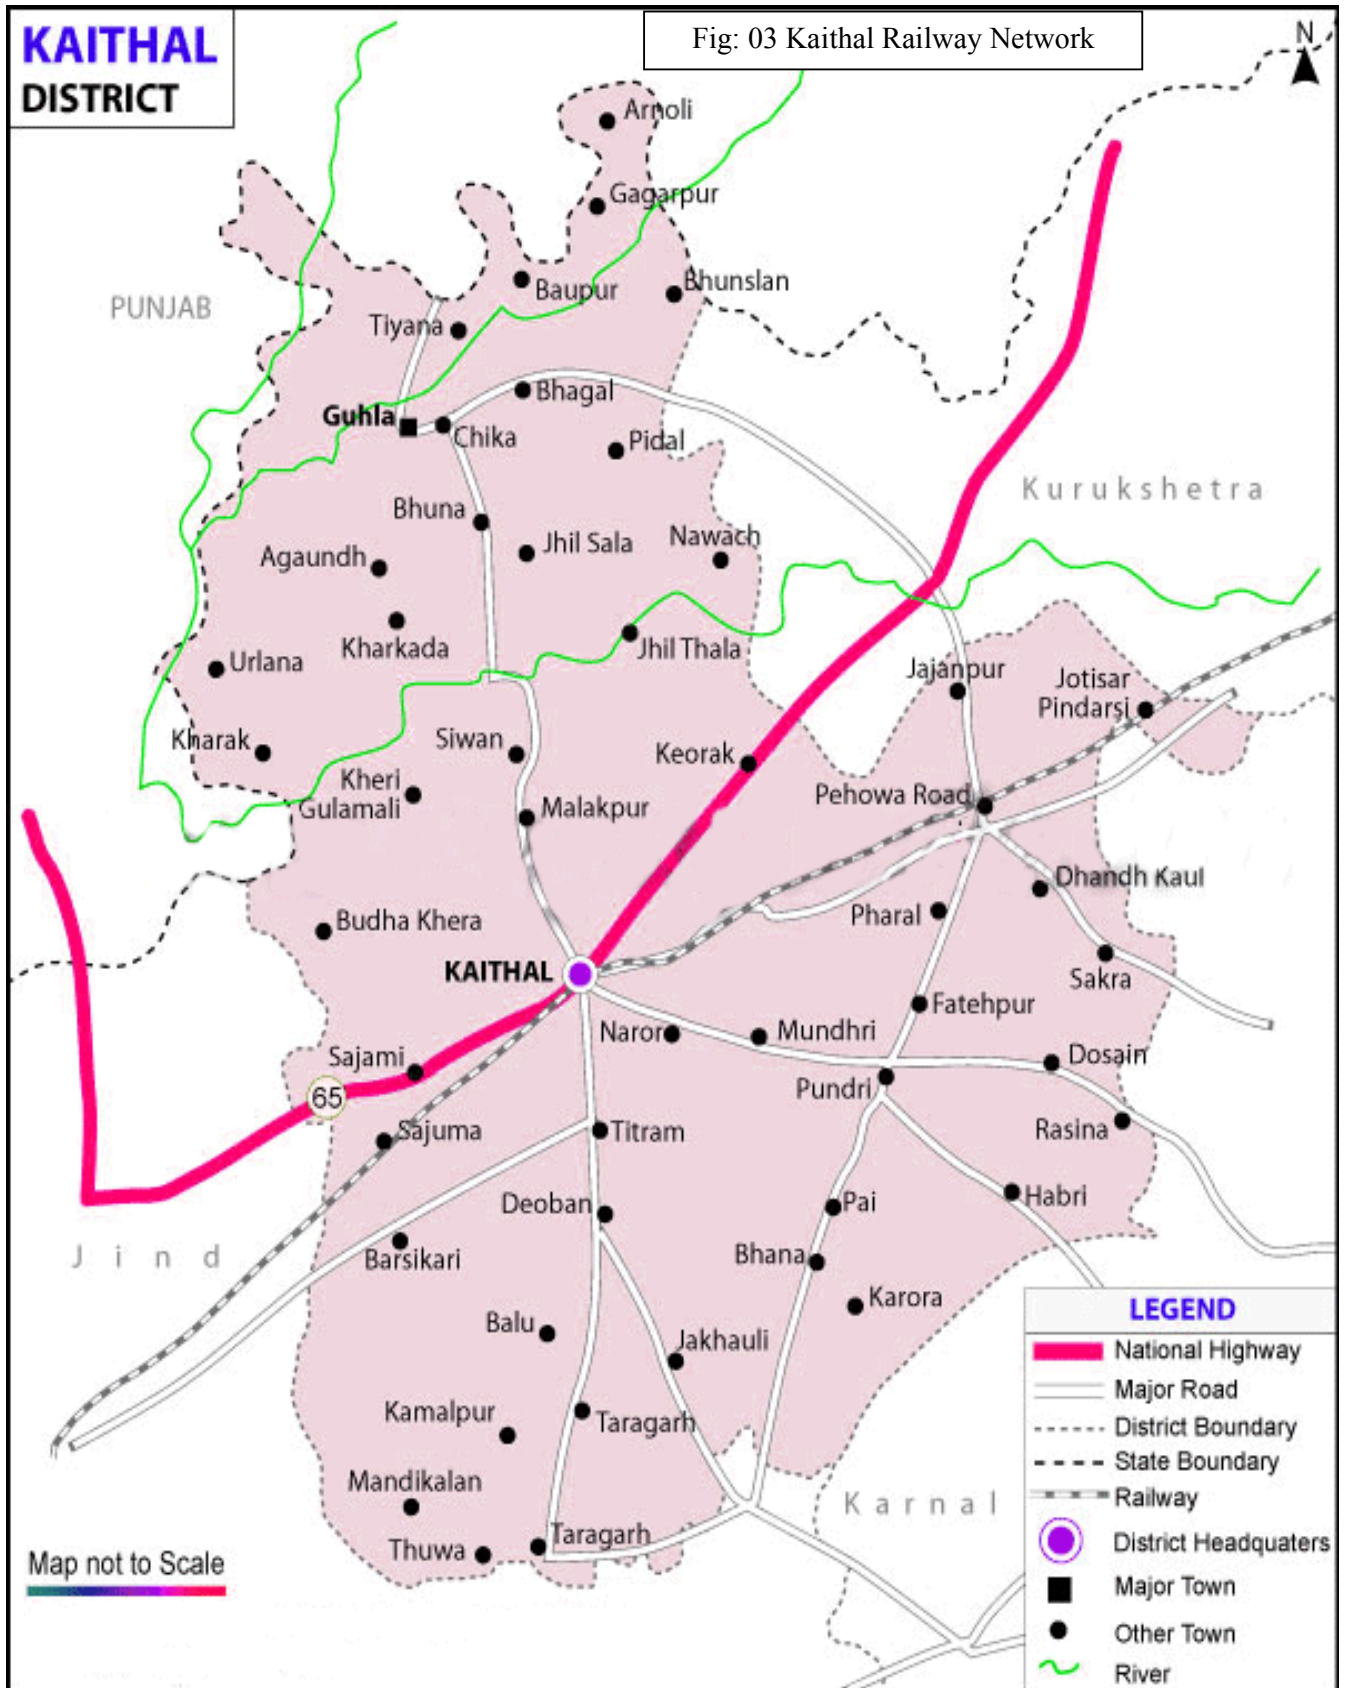 KAITHAL
DISTRICT
Fig: 03 Kaithal Railway Network
N
Arnoli
Gagarpur
Baupur
Bhunslan
PUNJAB
Tiyana
Bhagal
Guhla
Chika
Pidal
Kurukshetra
Bhuna
Jhil Sala
Nawach
Agaundh
Kharkada
Jhil Thala
Urlana
Jajanpur
Jotisar
Pindarsi
Kharak
Siwan
Keorak
Kheri
Gulamali
Malakpur
Pehowa Road
Dhandh Kaul
Pharal
Budha Khera
KAITHAL
Sakra
Fatehpur
Naror
Mundhri
Sajami
Dosain
Pundri
65
Sajuma
Titram
Rasina
Deoban
Pai
Habri
Jind
Barsikari
Bhana
Karora
Balu
Jakhauli
Kamalpur
Taragarh
Mandikalan
Karnal
Taragarh
Thuwa
Map not to Scale
LEGEND
National Highway
Major Road
District Boundary
State Boundary
Railway
District Headquaters
Major Town
Other Town
River